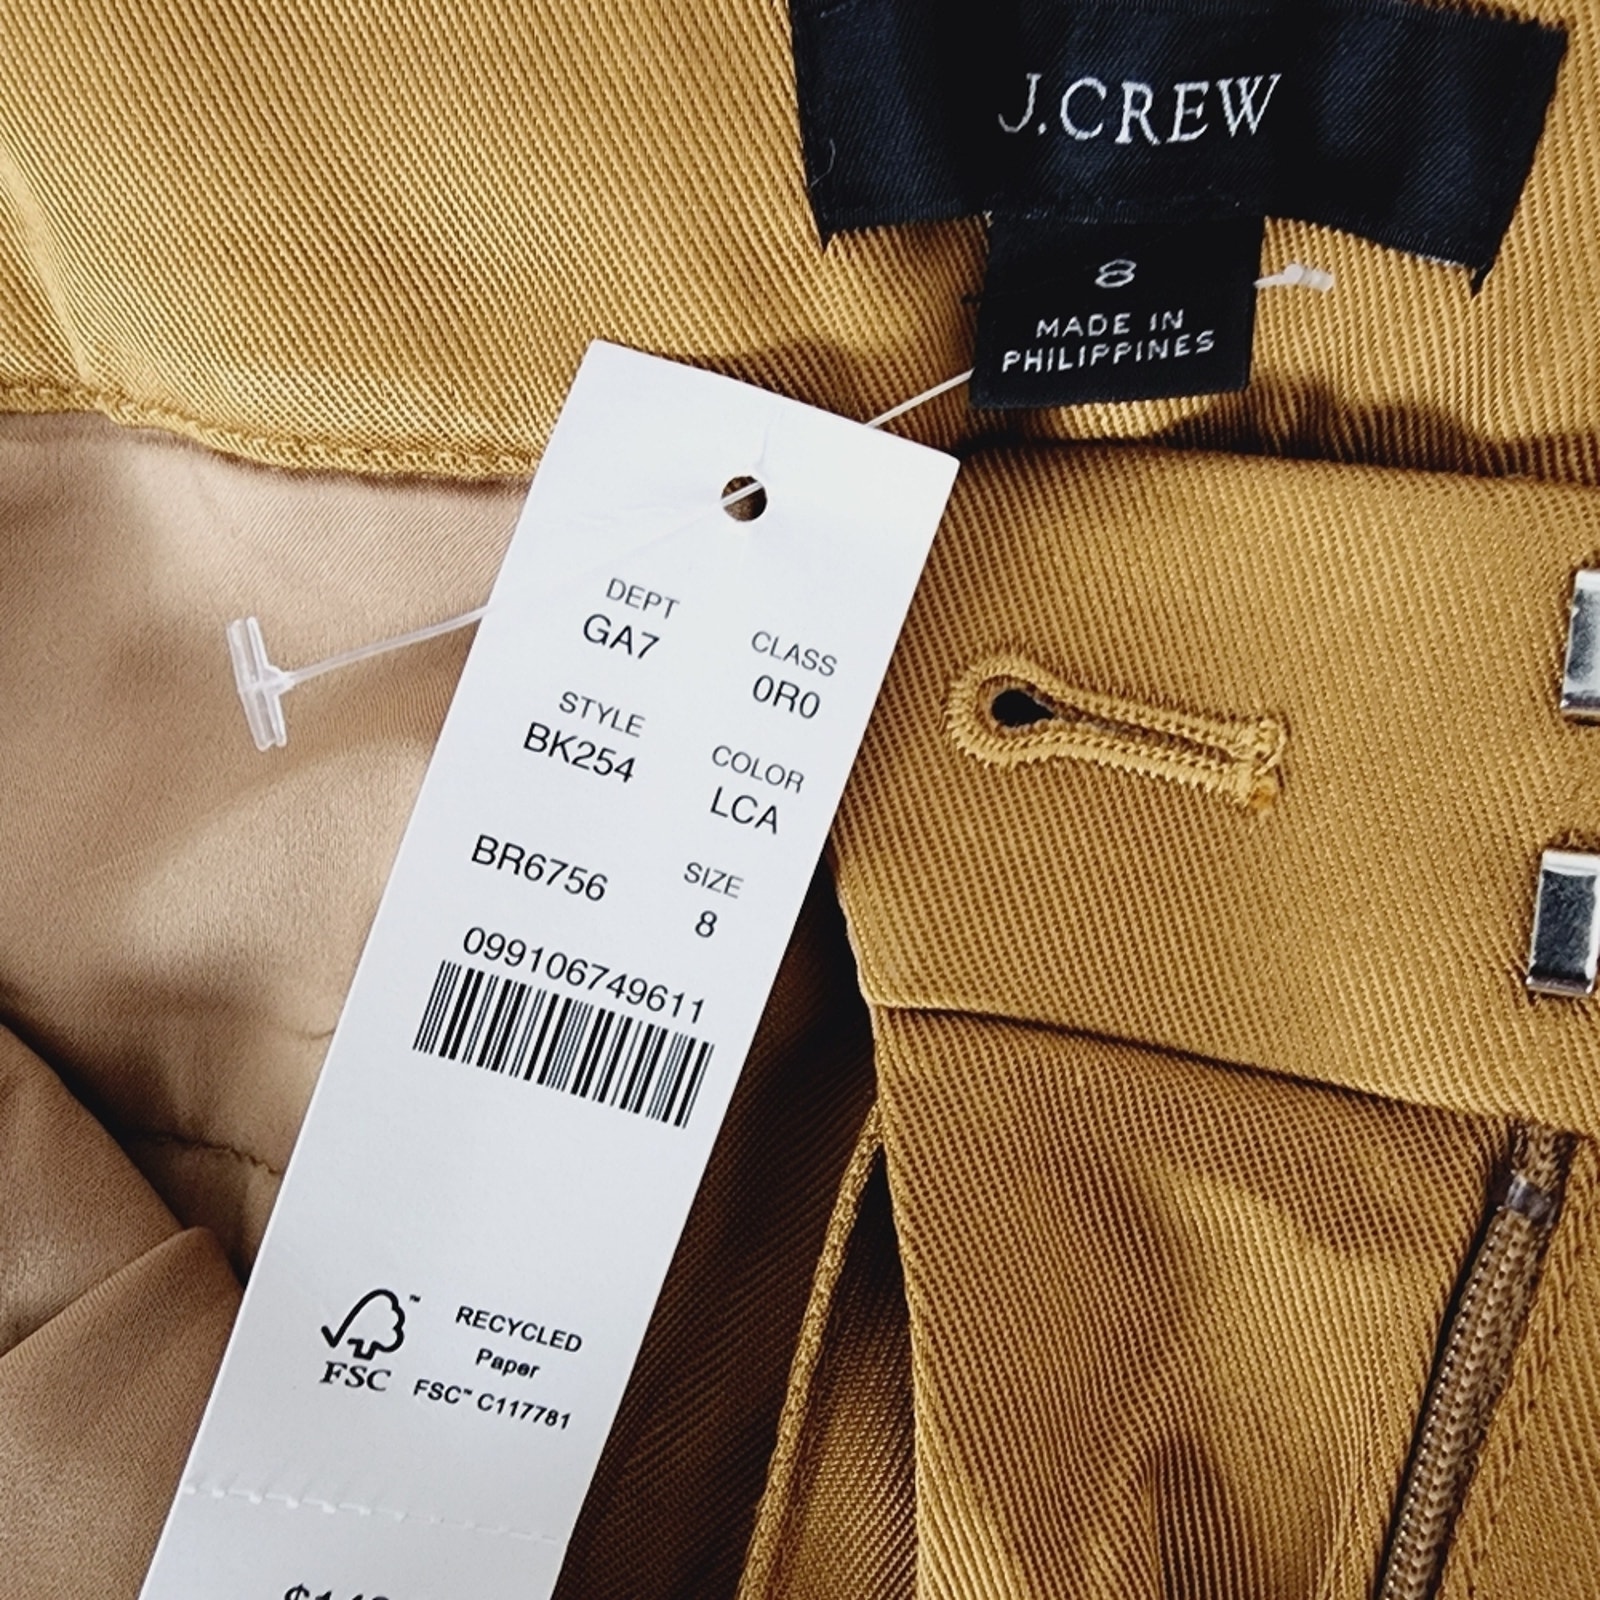 J.CREW
8
MADE IN
PHILIPPINES
DEPT
GA7
CLASS
0R0
STYLE
BK254
COLOR
LCA
BR6756
SIZE
8
099106749611
FSC™
RECYCLED
Paper
FSC™ C117781